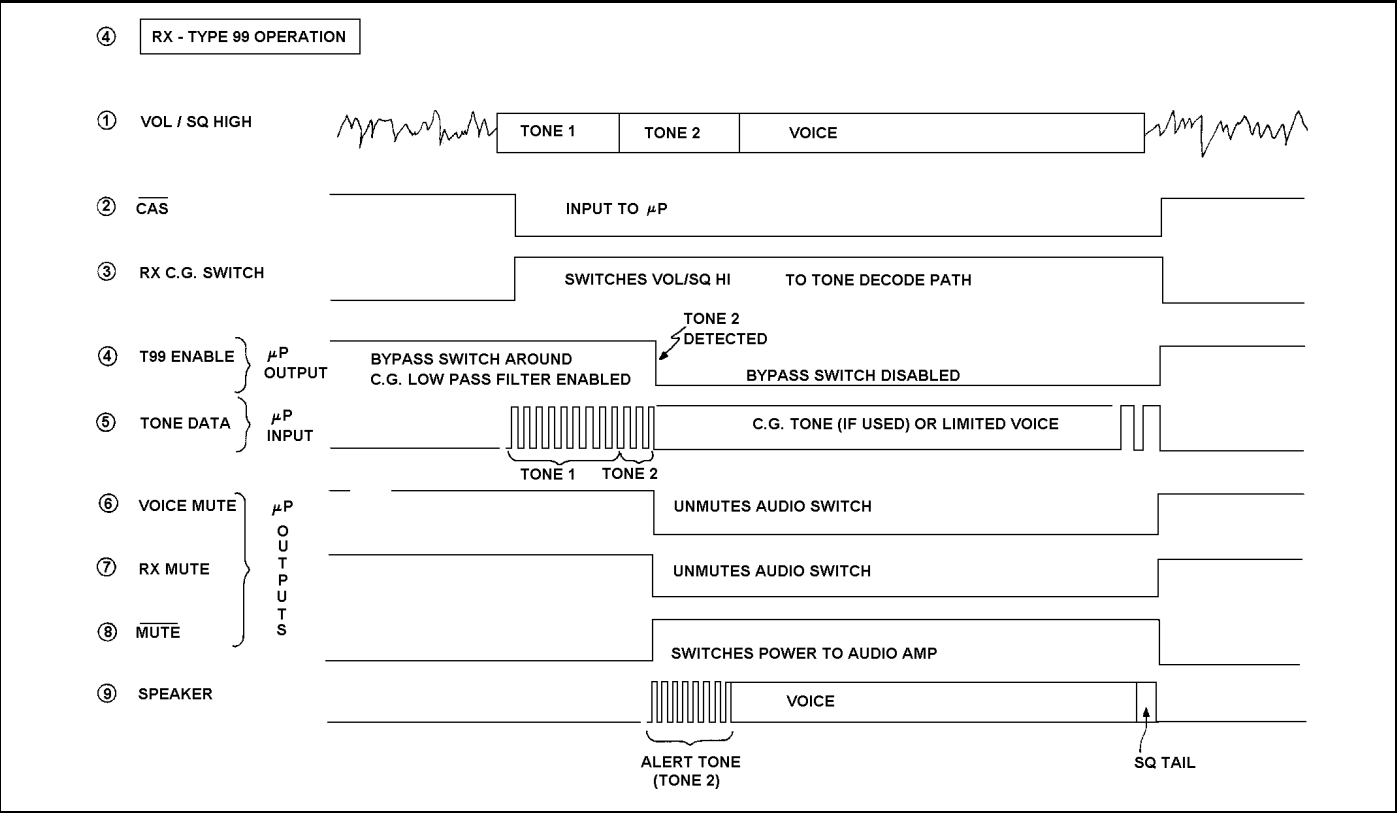 ④ RX - TYPE 99 OPERATION
① VOL / SQ HIGH
TONE 1
TONE 2
VOICE
② CAS
INPUT TO μP
③ RX C.G. SWITCH
SWITCHES VOL/SQ HI TO TONE DECODE PATH
TONE 2
DETECTED
④ T99 ENABLE
μP
OUTPUT
BYPASS SWITCH AROUND
C.G. LOW PASS FILTER ENABLED
BYPASS SWITCH DISABLED
⑤ TONE DATA
μP
INPUT
C.G. TONE (IF USED) OR LIMITED VOICE
TONE 1
TONE 2
⑥ VOICE MUTE
μP
OUTPUTS
UNMUTES AUDIO SWITCH
⑦ RX MUTE
UNMUTES AUDIO SWITCH
⑧ MUTE
SWITCHES POWER TO AUDIO AMP
⑨ SPEAKER
VOICE
ALERT TONE
(TONE 2)
SQ TAIL